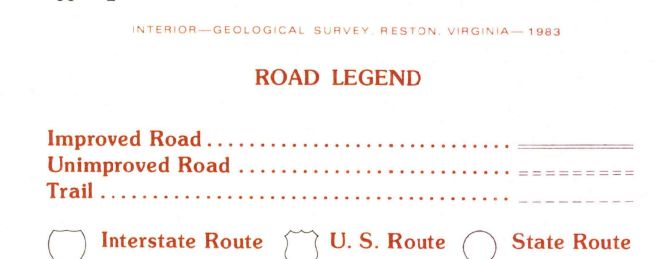 INTERIOR—GEOLOGICAL SURVEY, RESTON, VIRGINIA—1983
ROAD LEGEND
Improved Road
Unimproved Road
Trail
Interstate Route U. S. Route State Route